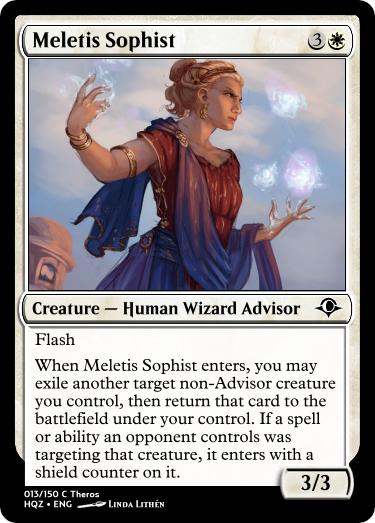 Meletis Sophist 3
Creature — Human Wizard Advisor
Flash
When Meletis Sophist enters, you may
exile another target non-Advisor creature
you control, then return that card to the
battlefield under your control. If a spell
or ability an opponent controls was
targeting that creature, it enters with a
shield counter on it.
3/3
013/150 C Theros
HQZ • ENG Linda Lithén